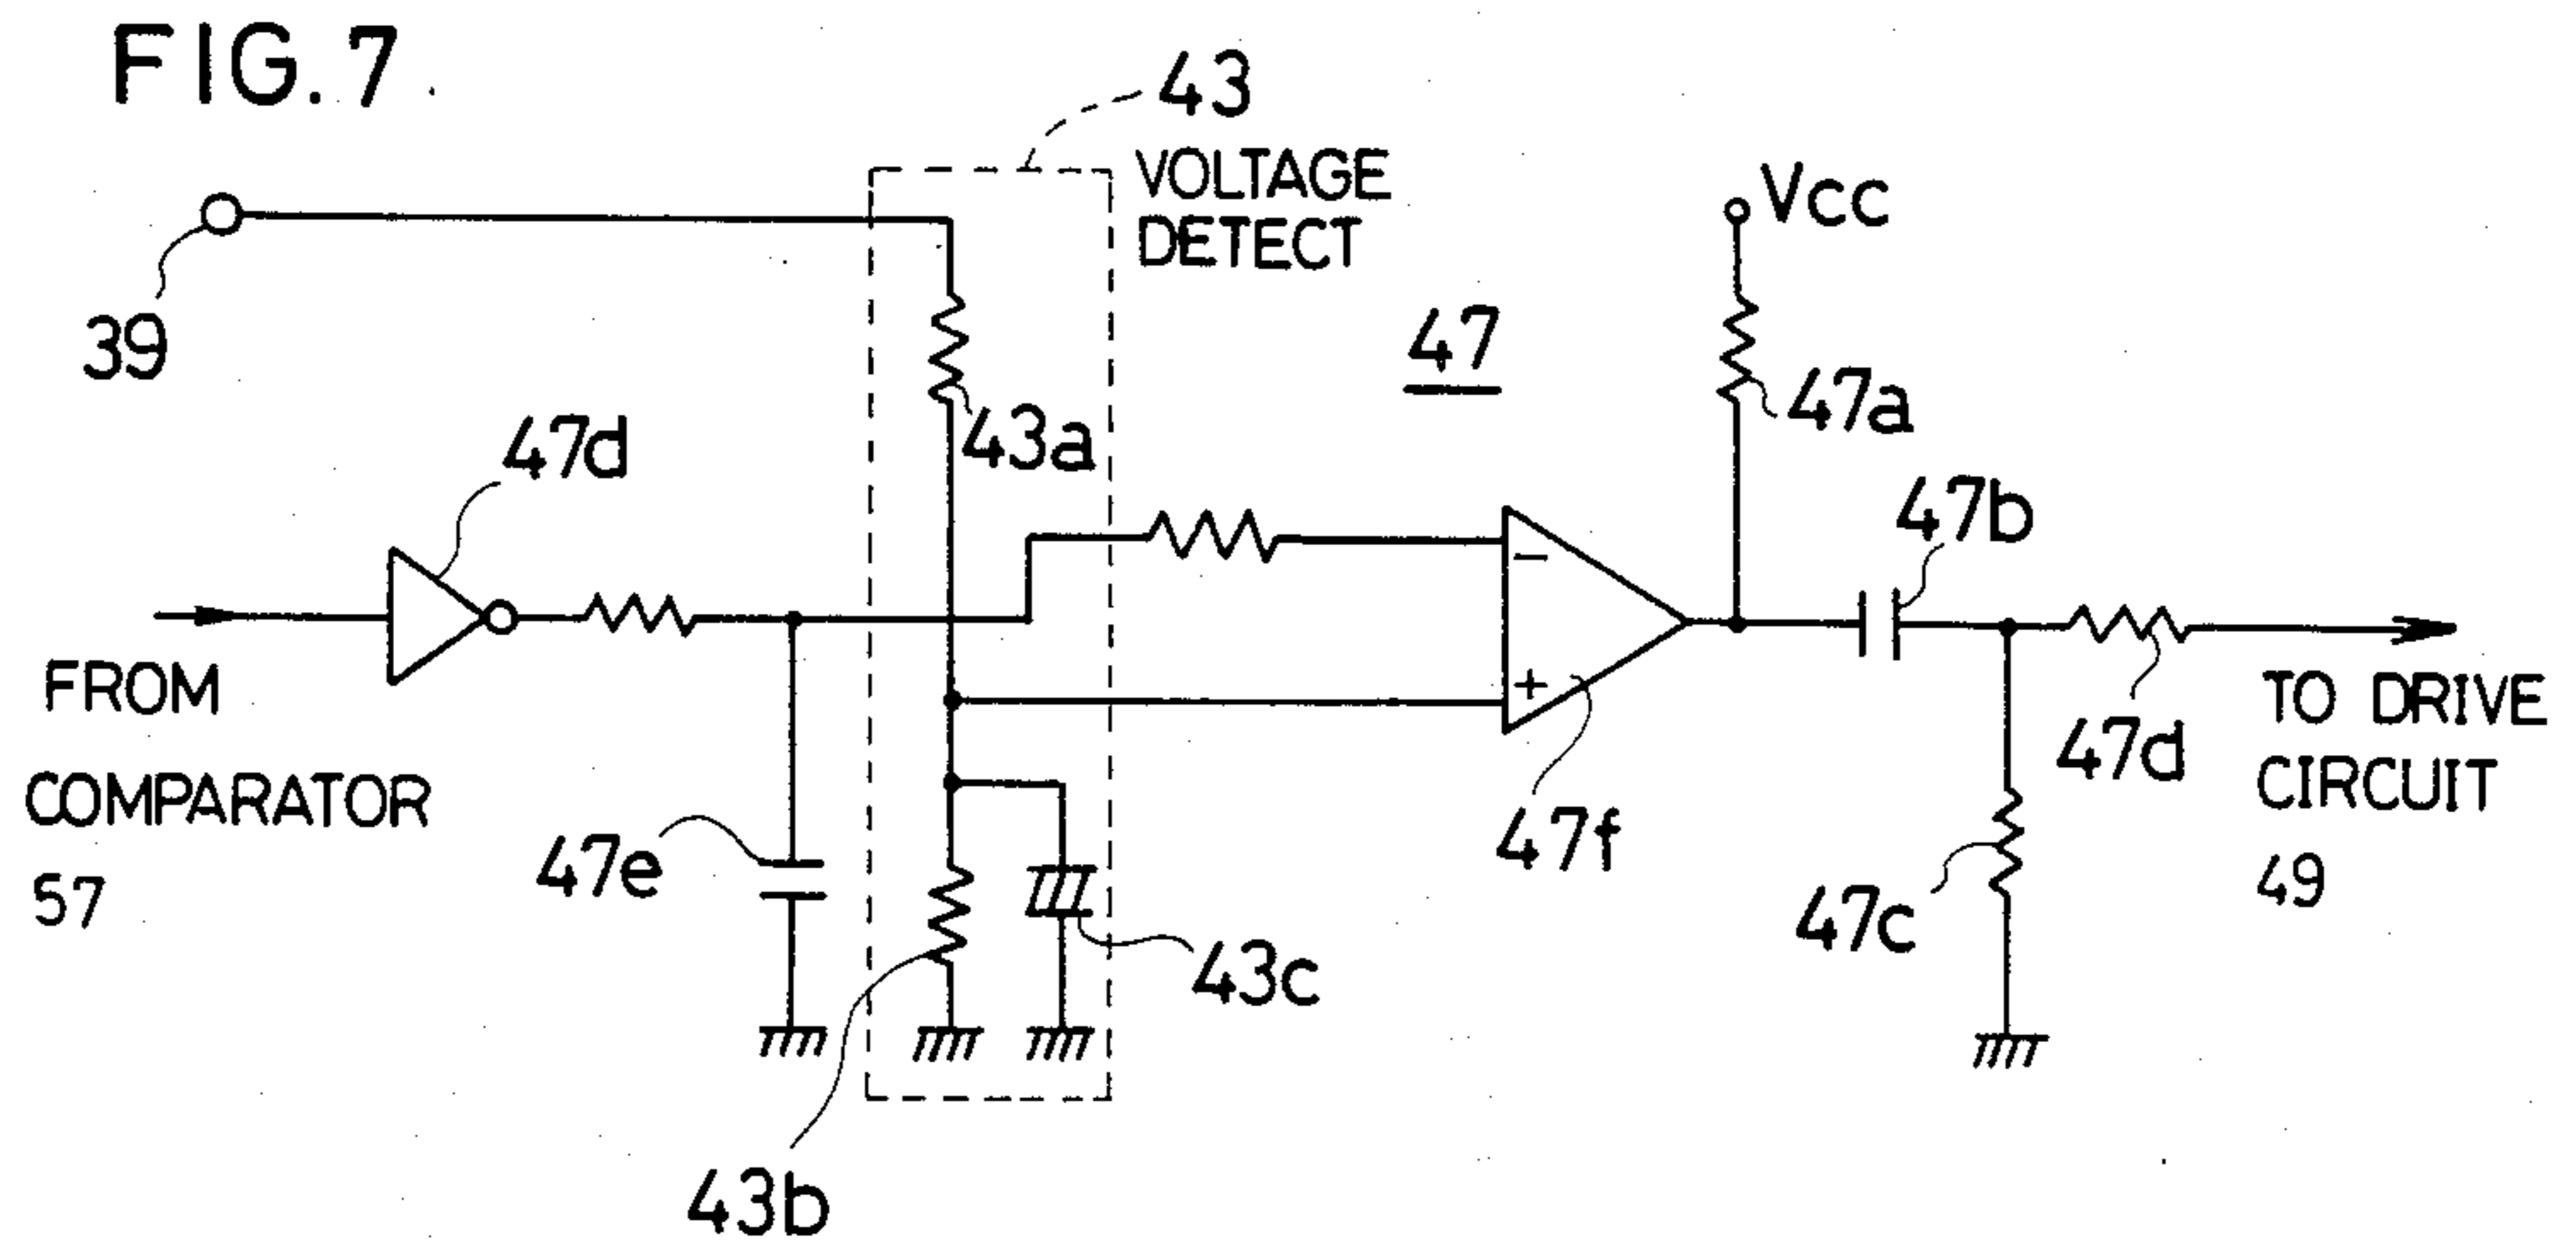 FIG. 7
43
VOLTAGE
DETECT
Vcc
39
47
43a
47a
47d
47b
−
+
FROM
COMPARATOR
57
47e
47f
47d
TO DRIVE
CIRCUIT
49
47c
43c
43b